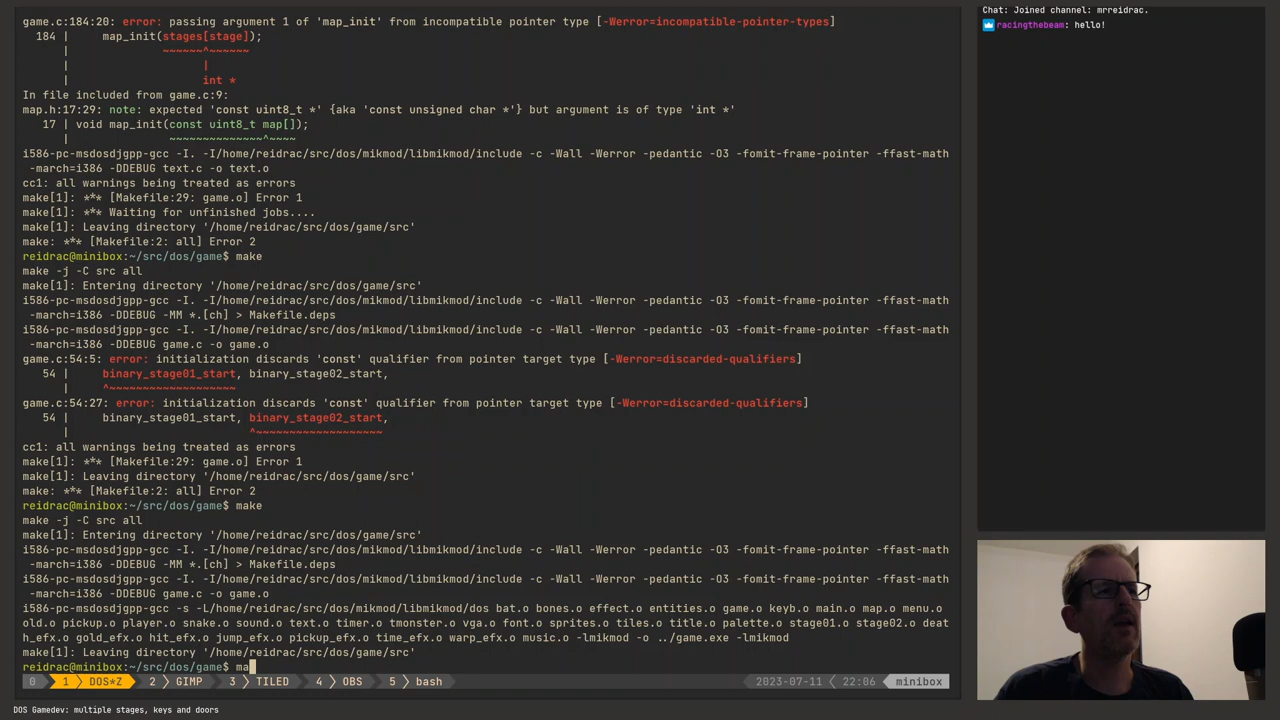 game.c:184:20: error: passing argument 1 of 'map_init' from incompatible pointer type [-Werror=incompatible-pointer-types]
184 |     map_init(stages[stage]);
|              ~~~~~~^~~~~~~
|                    |
|                    int *
In file included from game.c:9:
map.h:17:29: note: expected 'const uint8_t *' {aka 'const unsigned char *'} but argument is of type 'int *'
17 | void map_init(const uint8_t map[]);
|               ~~~~~~~~~~~~~~^~~~~
i586-pc-msdosdjgpp-gcc -I. -I/home/reidrac/src/dos/mikmod/libmikmod/include -c -Wall -Werror -pedantic -O3 -fomit-frame-pointer -ffast-math
-march=i386 -DDEBUG text.c -o text.o
cc1: all warnings being treated as errors
make[1]: *** [Makefile:29: game.o] Error 1
make[1]: *** Waiting for unfinished jobs....
make[1]: Leaving directory '/home/reidrac/src/dos/game/src'
make: *** [Makefile:2: all] Error 2
reidrac@minibox:~/src/dos/game$ make
make -j -C src all
make[1]: Entering directory '/home/reidrac/src/dos/game/src'
i586-pc-msdosdjgpp-gcc -I. -I/home/reidrac/src/dos/mikmod/libmikmod/include -c -Wall -Werror -pedantic -O3 -fomit-frame-pointer -ffast-math
-march=i386 -DDEBUG -MM *.[ch] > Makefile.deps
i586-pc-msdosdjgpp-gcc -I. -I/home/reidrac/src/dos/mikmod/libmikmod/include -c -Wall -Werror -pedantic -O3 -fomit-frame-pointer -ffast-math
-march=i386 -DDEBUG game.c -o game.o
game.c:54:5: error: initialization discards 'const' qualifier from pointer target type [-Werror=discarded-qualifiers]
54 |     binary_stage01_start, binary_stage02_start,
|     ^~~~~~~~~~~~~~~~~~~~
game.c:54:27: error: initialization discards 'const' qualifier from pointer target type [-Werror=discarded-qualifiers]
54 |     binary_stage01_start, binary_stage02_start,
|                           ^~~~~~~~~~~~~~~~~~~~
cc1: all warnings being treated as errors
make[1]: *** [Makefile:29: game.o] Error 1
make[1]: Leaving directory '/home/reidrac/src/dos/game/src'
make: *** [Makefile:2: all] Error 2
reidrac@minibox:~/src/dos/game$ make
make -j -C src all
make[1]: Entering directory '/home/reidrac/src/dos/game/src'
i586-pc-msdosdjgpp-gcc -I. -I/home/reidrac/src/dos/mikmod/libmikmod/include -c -Wall -Werror -pedantic -O3 -fomit-frame-pointer -ffast-math
-march=i386 -DDEBUG -MM *.[ch] > Makefile.deps
i586-pc-msdosdjgpp-gcc -I. -I/home/reidrac/src/dos/mikmod/libmikmod/include -c -Wall -Werror -pedantic -O3 -fomit-frame-pointer -ffast-math
-march=i386 -DDEBUG game.c -o game.o
i586-pc-msdosdjgpp-gcc -s -L/home/reidrac/src/dos/mikmod/libmikmod/dos bat.o bones.o effect.o entities.o game.o keyb.o main.o map.o menu.o
old.o pickup.o player.o snake.o sound.o text.o timer.o tmonster.o vga.o font.o sprites.o tiles.o title.o palette.o stage01.o stage02.o deat
h_efx.o gold_efx.o hit_efx.o jump_efx.o pickup_efx.o time_efx.o warp_efx.o music.o -lmikmod -o ../game.exe -lmikmod
make[1]: Leaving directory '/home/reidrac/src/dos/game/src'
reidrac@minibox:~/src/dos/game$ ma
0 1 DOS*Z 2 GIMP 3 TILED 4 OBS 5 bash 2023-07-11 22:06 minibox
DOS Gamedev: multiple stages, keys and doors
Chat: Joined channel: mrreidrac.
racingthebeam: hello!